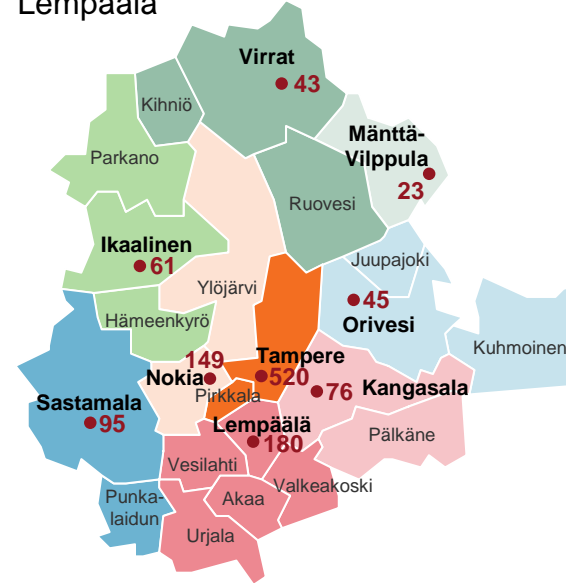 Lempäälä
Virrat
43
Kihniö
Mänttä-
Vilppula
23
Parkano
Ruovesi
Ikaalinen
61
Juupajoki
Ylöjärvi
45
Orivesi
Hämeenkyrö
Kuhmoinen
149
Nokia
Tampere
520
Pirkkala
76
Kangasala
Sastamala
95
Lempäälä
180
Pälkäne
Vesilahti
Valkeakoski
Punka-
laidun
Akaa
Urjala